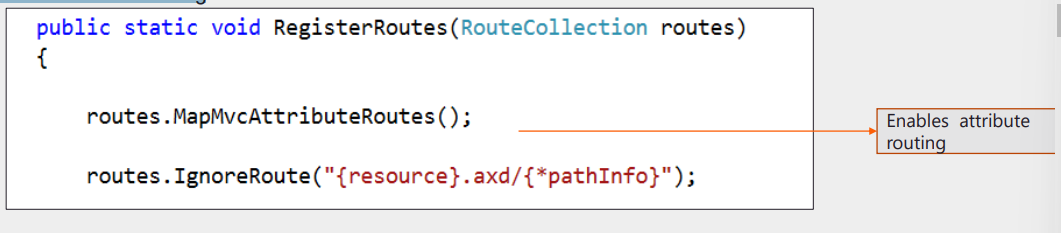 public static void RegisterRoutes(RouteCollection routes)
{
routes.MapMvcAttributeRoutes();
Enables attribute
routing
routes.IgnoreRoute("{resource}.axd/{*pathInfo}");